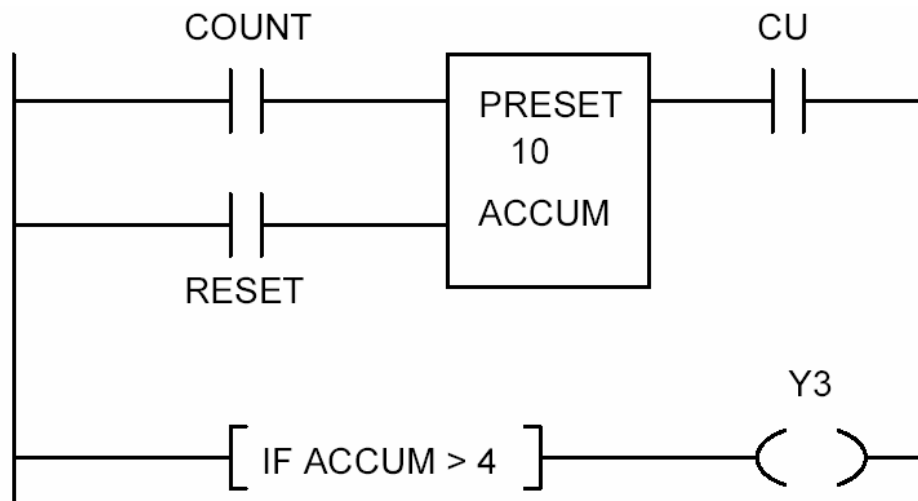 COUNT
CU
PRESET
10
ACCUM
RESET
Y3
IF ACCUM > 4